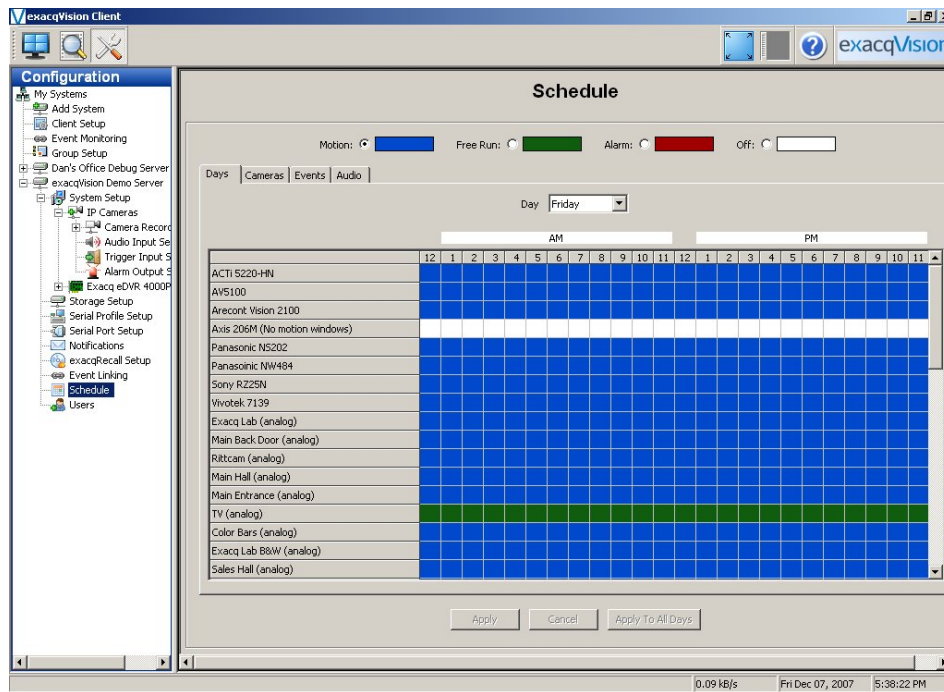 exacqVision Client
exacqVision
Configuration
My Systems
Add System
Client Setup
Event Monitoring
Group Setup
Dan's Office Debug Server
exacqVision Demo Server
System Setup
IP Cameras
Camera Record
Audio Input Se
Trigger Input S
Alarm Output S
Exacq eDVR 4000P
Storage Setup
Serial Profile Setup
Serial Port Setup
Notifications
exacqRecall Setup
Event Linking
Schedule
Users
Schedule
Motion: Free Run: Alarm: Off:
Days Cameras Events Audio
Day Friday
AM PM
12 1 2 3 4 5 6 7 8 9 10 11 12 1 2 3 4 5 6 7 8 9 10 11
ACTi 5220-HN
AV5100
Arecont Vision 2100
Axis 206M (No motion windows)
Panasonic NS202
Panasoinic NW484
Sony RZ25N
Vivotek 7139
Exacq Lab (analog)
Main Back Door (analog)
Rittcam (analog)
Main Hall (analog)
Main Entrance (analog)
TV (analog)
Color Bars (analog)
Exacq Lab B&W (analog)
Sales Hall (analog)
Apply Cancel Apply To All Days
0.09 kB/s Fri Dec 07, 2007 5:38:22 PM